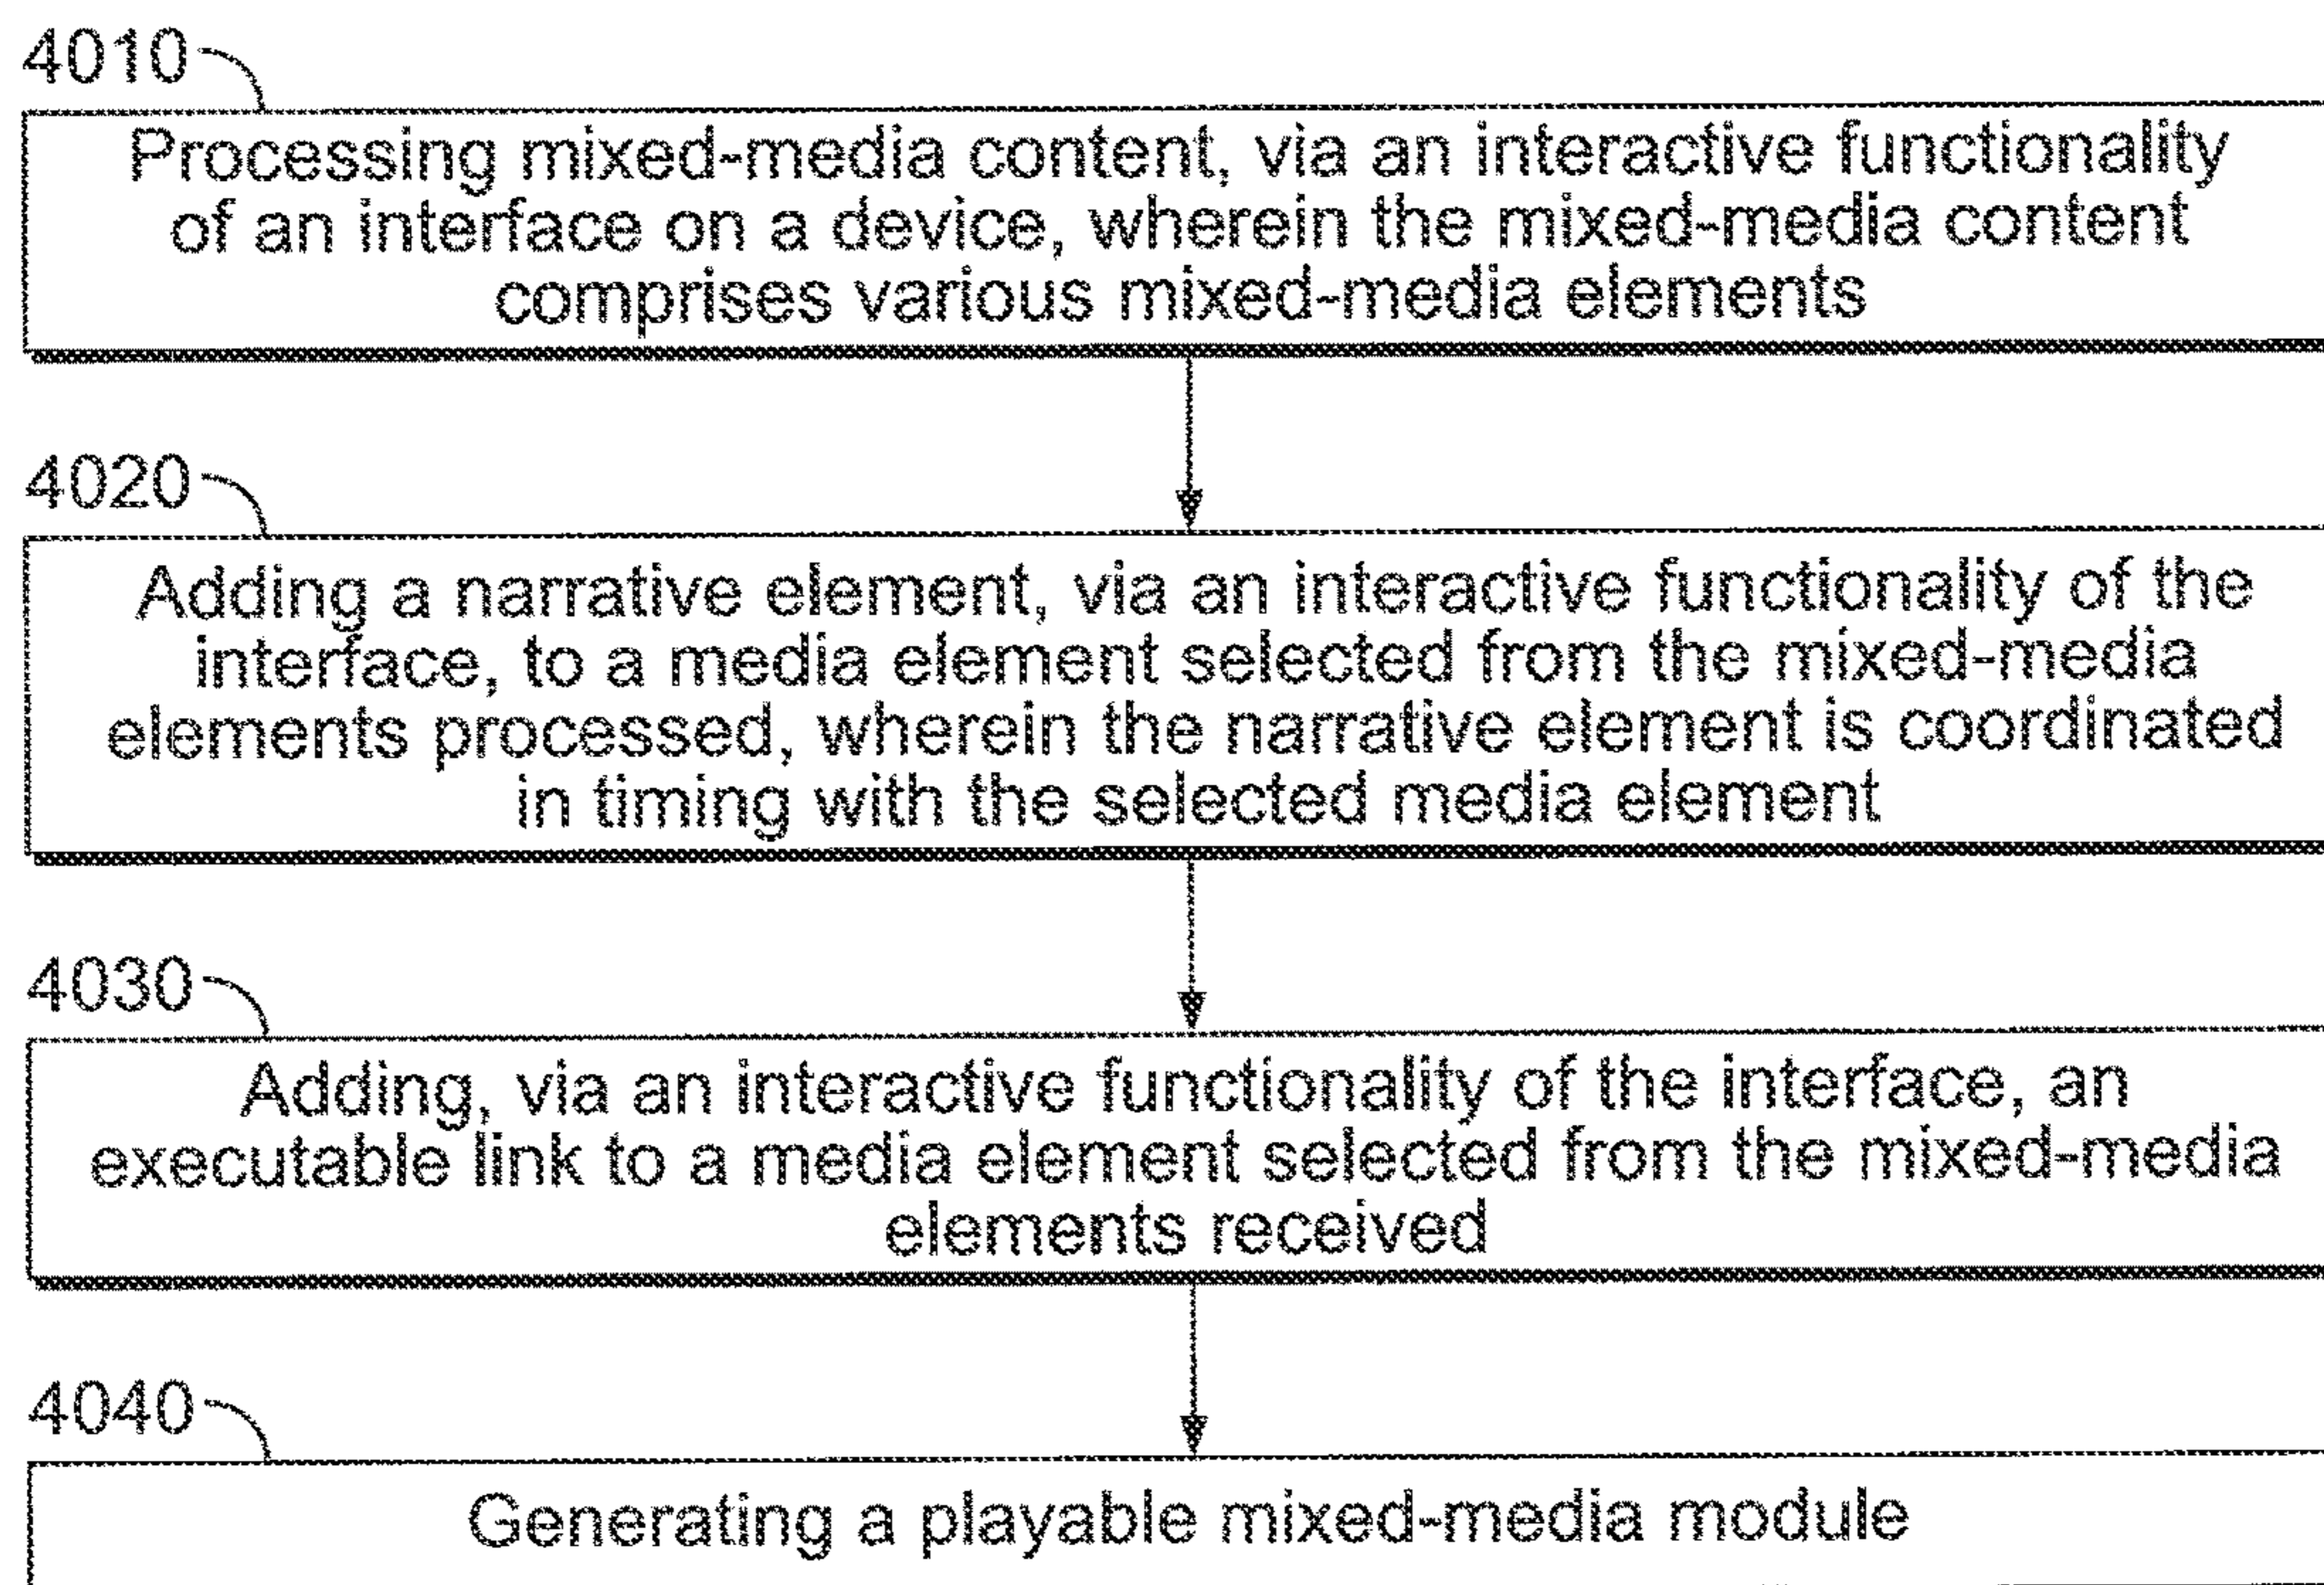 4010
Processing mixed-media content, via an interactive functionality
of an interface on a device, wherein the mixed-media content
comprises various mixed-media elements
4020
Adding a narrative element, via an interactive functionality of the
interface, to a media element selected from the mixed-media
elements processed, wherein the narrative element is coordinated
in timing with the selected media element
4030
Adding, via an interactive functionality of the interface, an
executable link to a media element selected from the mixed-media
elements received
4040
Generating a playable mixed-media module